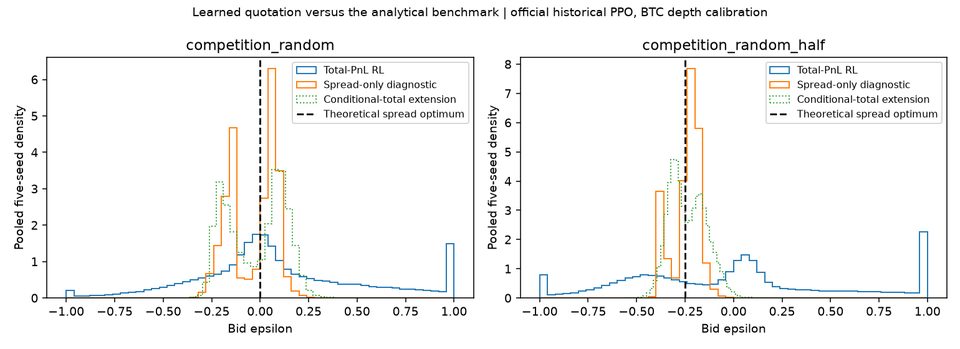 Learned quotation versus the analytical benchmark | official historical PPO, BTC depth calibration
competition_random
Pooled five-seed density
6
5
4
3
2
1
0
Total-PnL RL
Spread-only diagnostic
Conditional-total extension
Theoretical spread optimum
−1.00 −0.75 −0.50 −0.25 0.00 0.25 0.50 0.75 1.00
Bid epsilon
competition_random_half
Pooled five-seed density
8
7
6
5
4
3
2
1
0
Total-PnL RL
Spread-only diagnostic
Conditional-total extension
Theoretical spread optimum
−1.00 −0.75 −0.50 −0.25 0.00 0.25 0.50 0.75 1.00
Bid epsilon